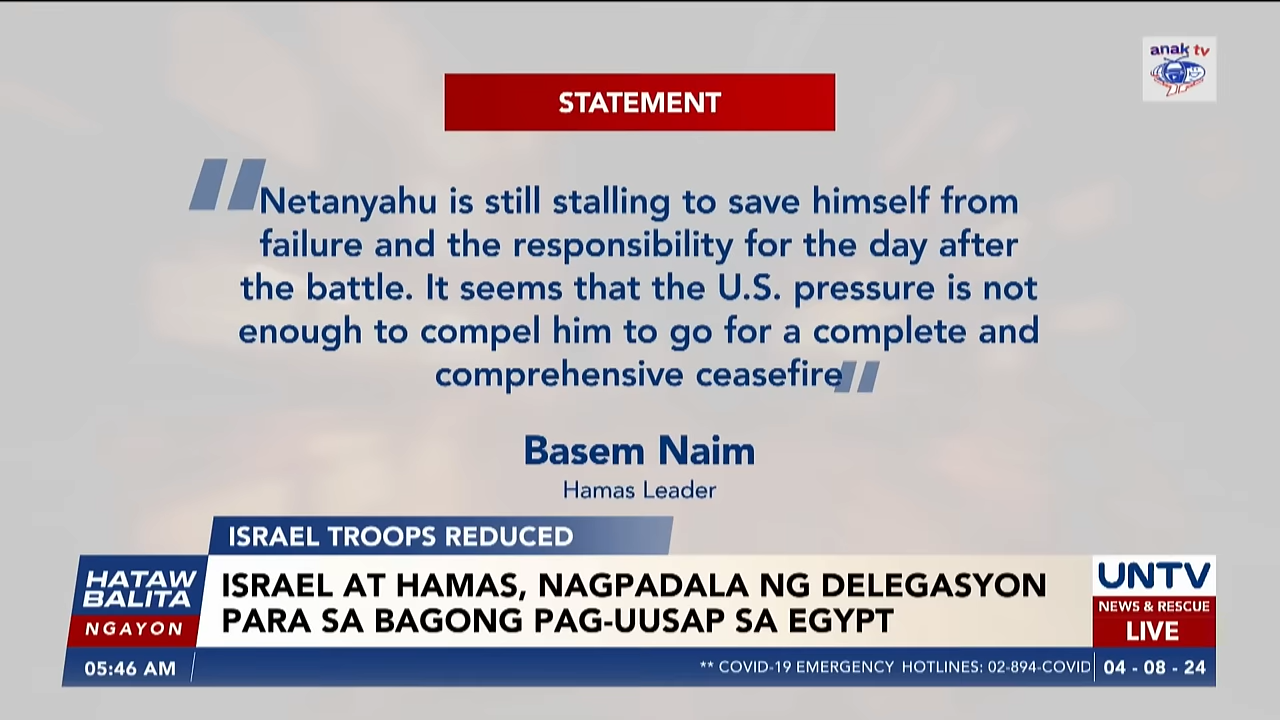 anak tv
STATEMENT
Netanyahu is still stalling to save himself from
failure and the responsibility for the day after
the battle. It seems that the U.S. pressure is not
enough to compel him to go for a complete and
comprehensive ceasefire
Basem Naim
Hamas Leader
ISRAEL TROOPS REDUCED
HATAW
BALITA
NGAYON
ISRAEL AT HAMAS, NAGPADALA NG DELEGASYON
PARA SA BAGONG PAG-UUSAP SA EGYPT
UNTV
NEWS & RESCUE
LIVE
05:46 AM
** COVID-19 EMERGENCY HOTLINES: 02-894-COVID
04 - 08 - 24